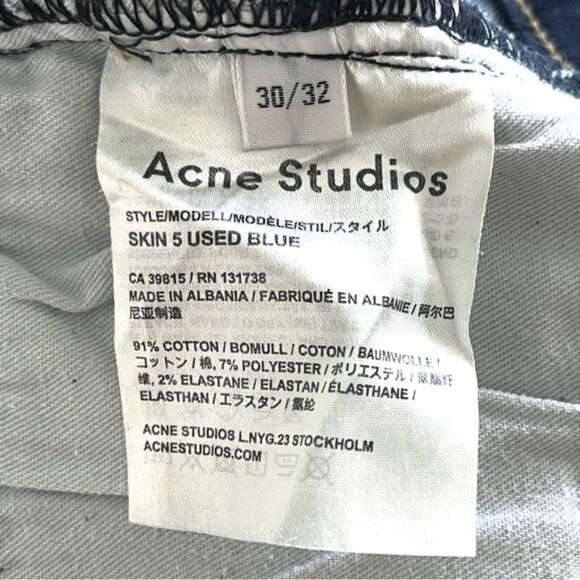 30/32
Acne Studios
STYLE/MODELL/MODÈLE/STIL/スタイル
SKIN 5 USED BLUE
CA 39815 / RN 131738
MADE IN ALBANIA / FABRIQUÉ EN ALBANIE / 阿尔巴
尼亚制造
91% COTTON / BOMULL / COTON / BAUMWOLLE /
コットン / 棉, 7% POLYESTER / ポリエステル / 聚酯纤
维, 2% ELASTANE / ELASTAN / ÉLASTHANE /
ELASTHAN / エラスタン / 氨纶
ACNE STUDIOS L.NYG.23 STOCKHOLM
ACNESTUDIOS.COM